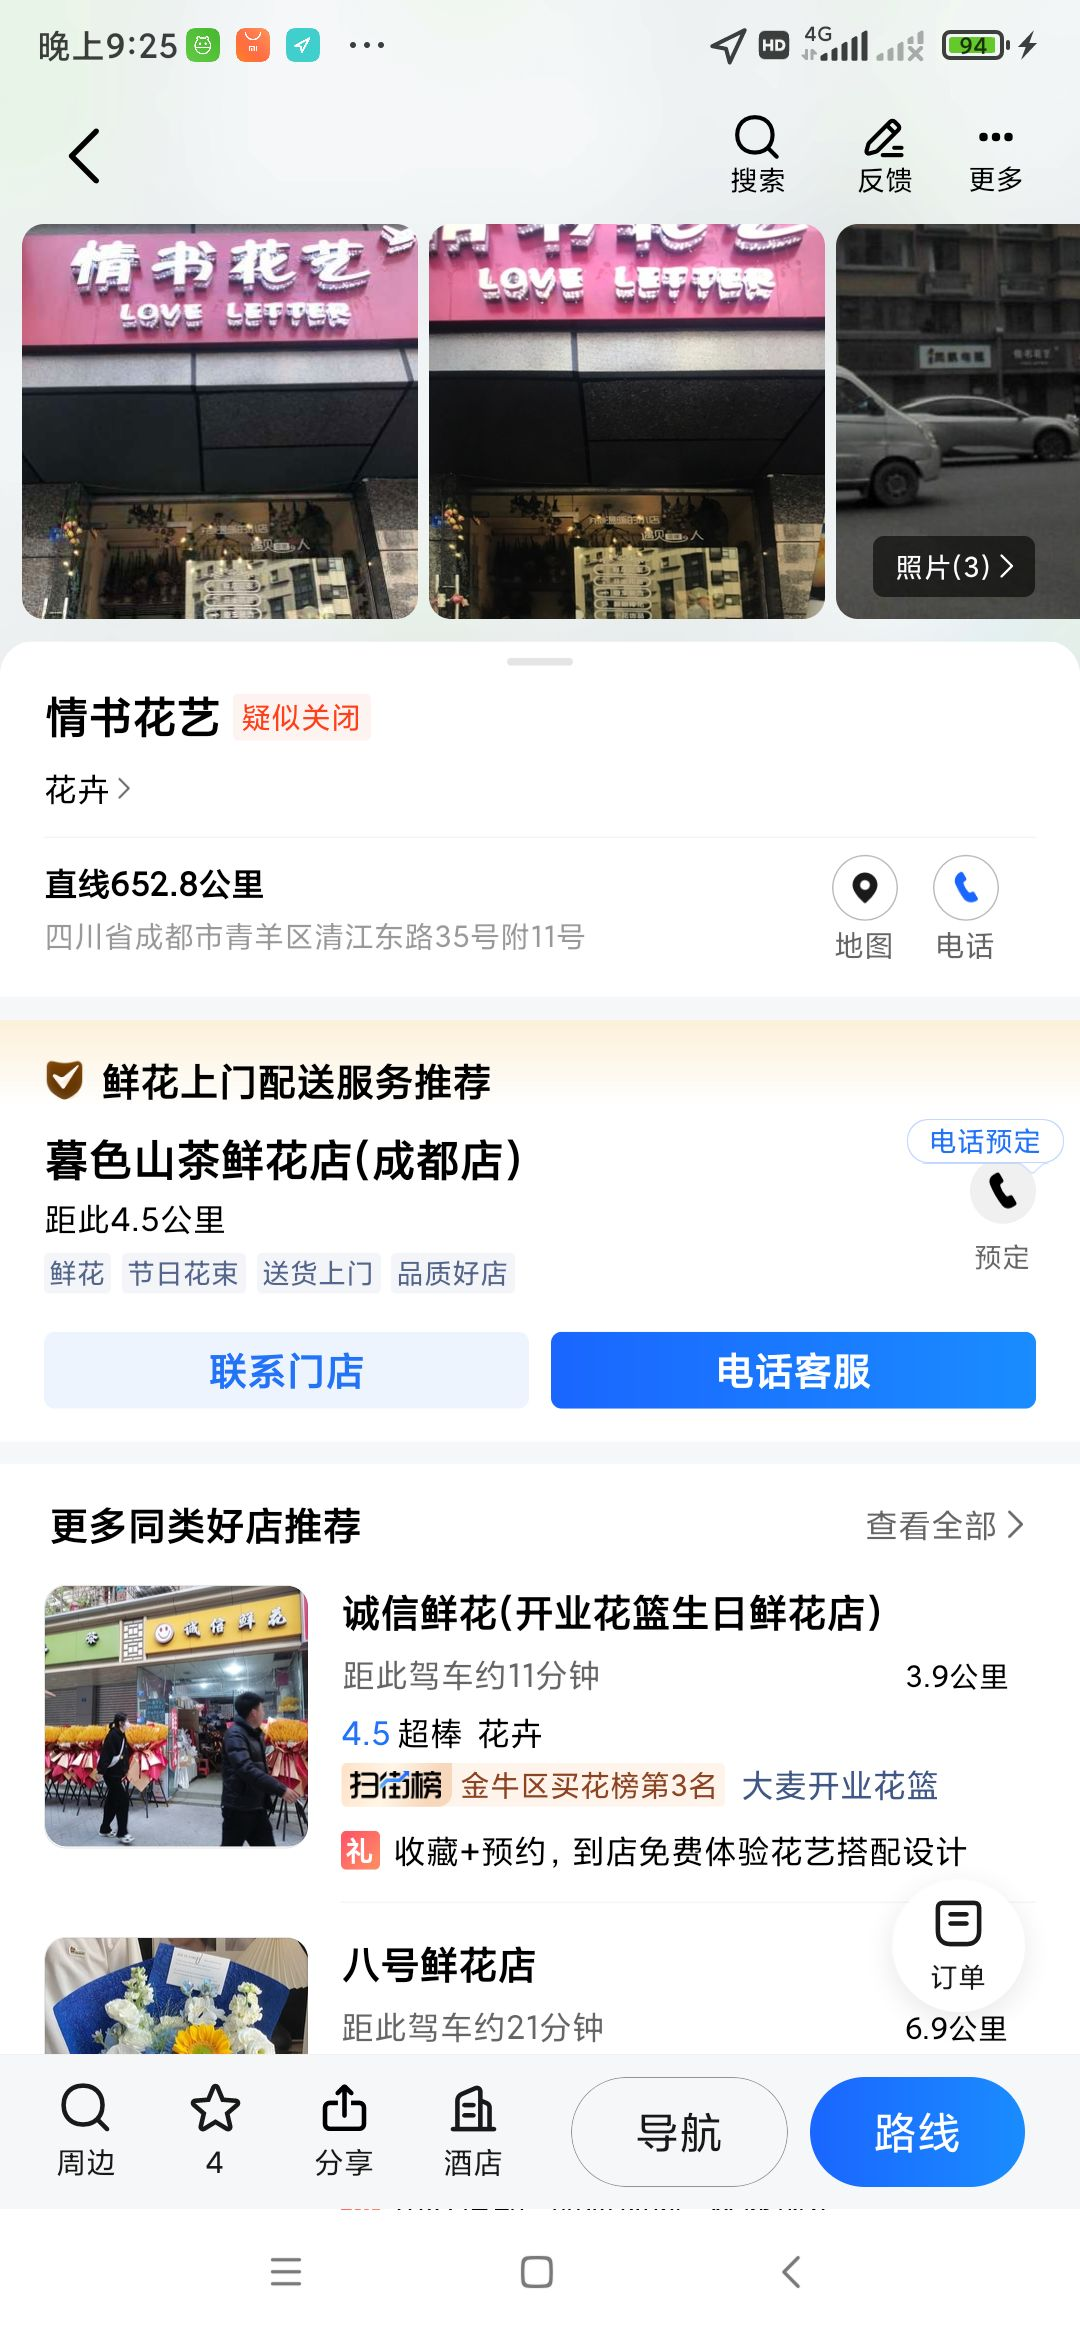 晚上9:25
HD
4G
94
搜索
反馈
更多
情书花艺
LOVE LETTER
LOVE LETTER
照片(3)
情书花艺
疑似关闭
花卉
直线652.8公里
四川省成都市青羊区清江东路35号附11号
地图
电话
鲜花上门配送服务推荐
暮色山茶鲜花店(成都店)
电话预定
距此4.5公里
预定
鲜花 节日花束 送货上门 品质好店
联系门店
电话客服
更多同类好店推荐
查看全部
诚信鲜花
茶
诚信鲜花(开业花篮生日鲜花店)
距此驾车约11分钟
3.9公里
4.5 超棒 花卉
扫街榜 金牛区买花榜第3名 大麦开业花篮
礼 收藏+预约，到店免费体验花艺搭配设计
订单
八号鲜花店
距此驾车约21分钟
6.9公里
周边
4
分享
酒店
导航
路线